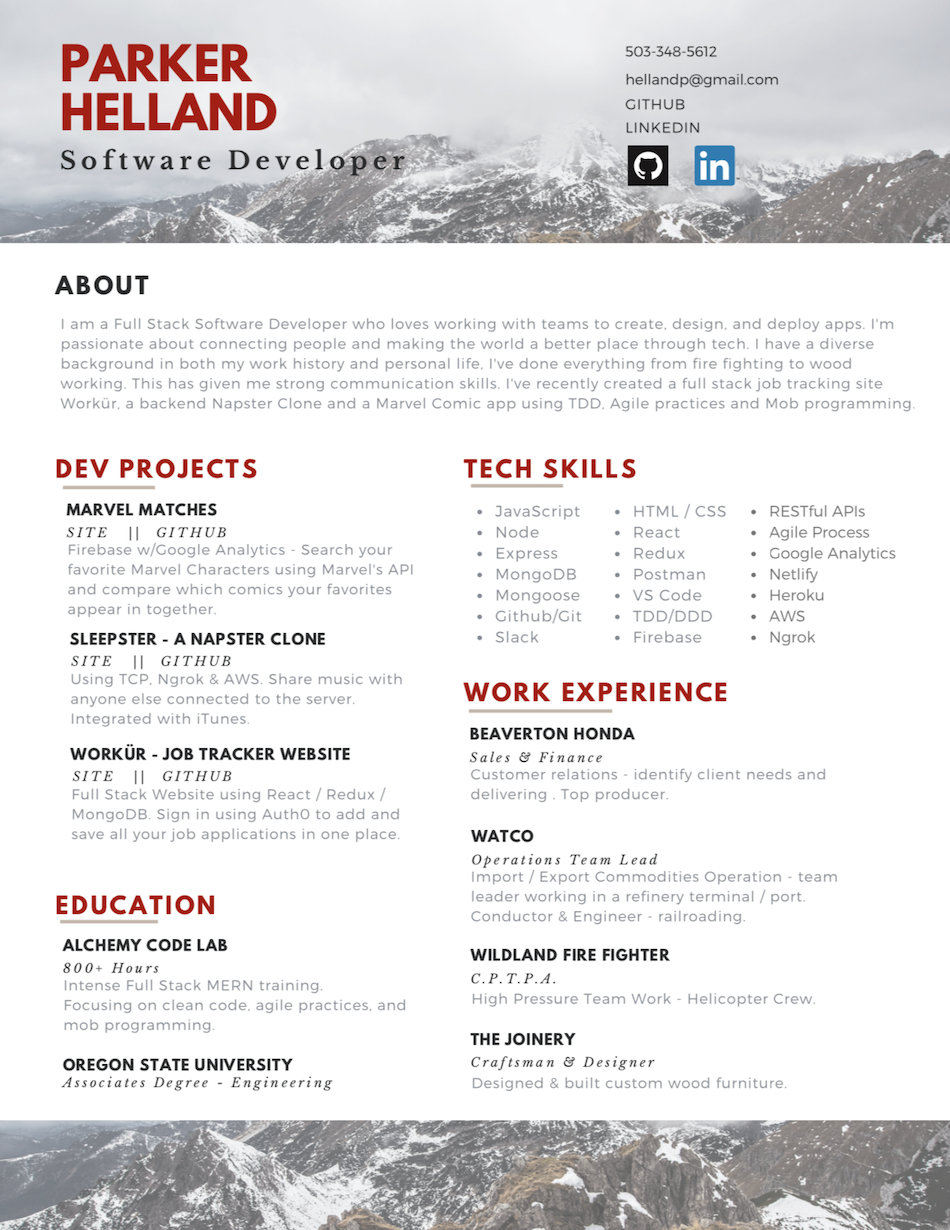 PARKER
HELLAND
Software Developer
503-348-5612
hellandp@gmail.com
GITHUB
LINKEDIN
in
ABOUT
I am a Full Stack Software Developer who loves working with teams to create, design, and deploy apps. I'm
passionate about connecting people and making the world a better place through tech. I have a diverse
background in both my work history and personal life, I've done everything from fire fighting to wood
working. This has given me strong communication skills. I've recently created a full stack job tracking site
Workür, a backend Napster Clone and a Marvel Comic app using TDD, Agile practices and Mob programming.
DEV PROJECTS
MARVEL MATCHES
SITE || GITHUB
Firebase w/Google Analytics - Search your
favorite Marvel Characters using Marvel's API
and compare which comics your favorites
appear in together.
SLEEPSTER - A NAPSTER CLONE
SITE || GITHUB
Using TCP, Ngrok & AWS. Share music with
anyone else connected to the server.
Integrated with iTunes.
WORKÜR - JOB TRACKER WEBSITE
SITE || GITHUB
Full Stack Website using React / Redux /
MongoDB. Sign in using Auth0 to add and
save all your job applications in one place.
EDUCATION
ALCHEMY CODE LAB
800+ Hours
Intense Full Stack MERN training.
Focusing on clean code, agile practices, and
mob programming.
OREGON STATE UNIVERSITY
Associates Degree - Engineering
TECH SKILLS
• JavaScript
• Node
• Express
• MongoDB
• Mongoose
• Github/Git
• Slack
• HTML / CSS
• React
• Redux
• Postman
• VS Code
• TDD/DDD
• Firebase
• RESTful APIs
• Agile Process
• Google Analytics
• Netlify
• Heroku
• AWS
• Ngrok
WORK EXPERIENCE
BEAVERTON HONDA
Sales & Finance
Customer relations - identify client needs and
delivering . Top producer.
WATCO
Operations Team Lead
Import / Export Commodities Operation - team
leader working in a refinery terminal / port.
Conductor & Engineer - railroading.
WILDLAND FIRE FIGHTER
C.P.T.P.A.
High Pressure Team Work - Helicopter Crew.
THE JOINERY
Craftsman & Designer
Designed & built custom wood furniture.